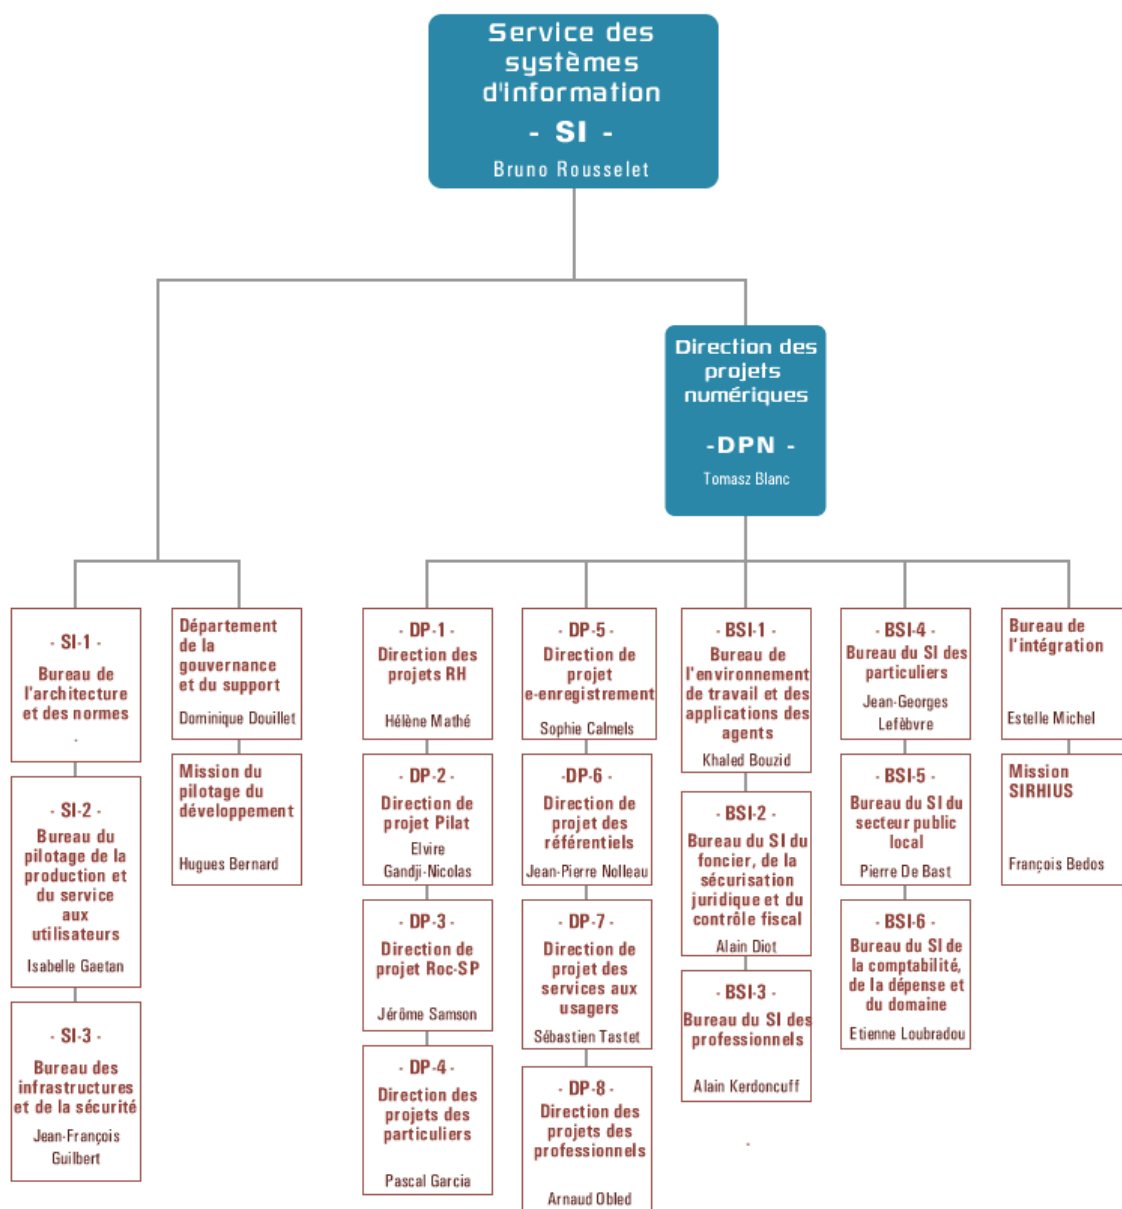 Service des
systèmes
d'information
- SI -
Bruno Rousselet
Direction des
projets
numériques
-DPN -
Tomasz Blanc
- SI-1 -
Bureau de
l'architecture
et des normes
.
- SI-2 -
Bureau du
pilotage de la
production et
du service
aux
utilisateurs
Isabelle Gaetan
- SI-3 -
Bureau des
infrastructures
et de la sécurité
Jean-François
Guilbert
Département
de la
gouvernance
et du support
Dominique Douillet
Mission du
pilotage du
développement
Hugues Bernard
- DP-1 -
Direction des
projets RH
Hélène Mathé
- DP-2 -
Direction de
projet Pilat
Elvire
Gandji-Nicolas
- DP-3 -
Direction de
projet Roc-SP
Jérôme Samson
- DP-4 -
Direction des
projets des
particuliers
Pascal Garcia
- DP-5 -
Direction de
projet
e-enregistrement
Sophie Calmels
-DP-6 -
Direction de
projet des
référentiels
Jean-Pierre Nolleau
- DP-7 -
Direction de
projet des
services aux
usagers
Sébastien Tastet
- DP-8 -
Direction des
projets des
professionnels
Arnaud Obled
- BSI-1 -
Bureau de
l'environnement
de travail et des
applications des
agents
Khaled Bouzid
- BSI-2 -
Bureau du SI du
foncier, de la
sécurisation
juridique et du
contrôle fiscal
Alain Diot
- BSI-3 -
Bureau du SI des
professionnels
Alain Kerdoncuff
.
- BSI-4 -
Bureau du SI des
particuliers
Jean-Georges
Lefèbvre
- BSI-5 -
Bureau du SI du
secteur public
local
Pierre De Bast
- BSI-6 -
Bureau du SI de
la comptabilité,
de la dépense et
du domaine
Etienne Loubradou
Bureau de
l'intégration
Estelle Michel
Mission
SIRHIUS
François Bedos